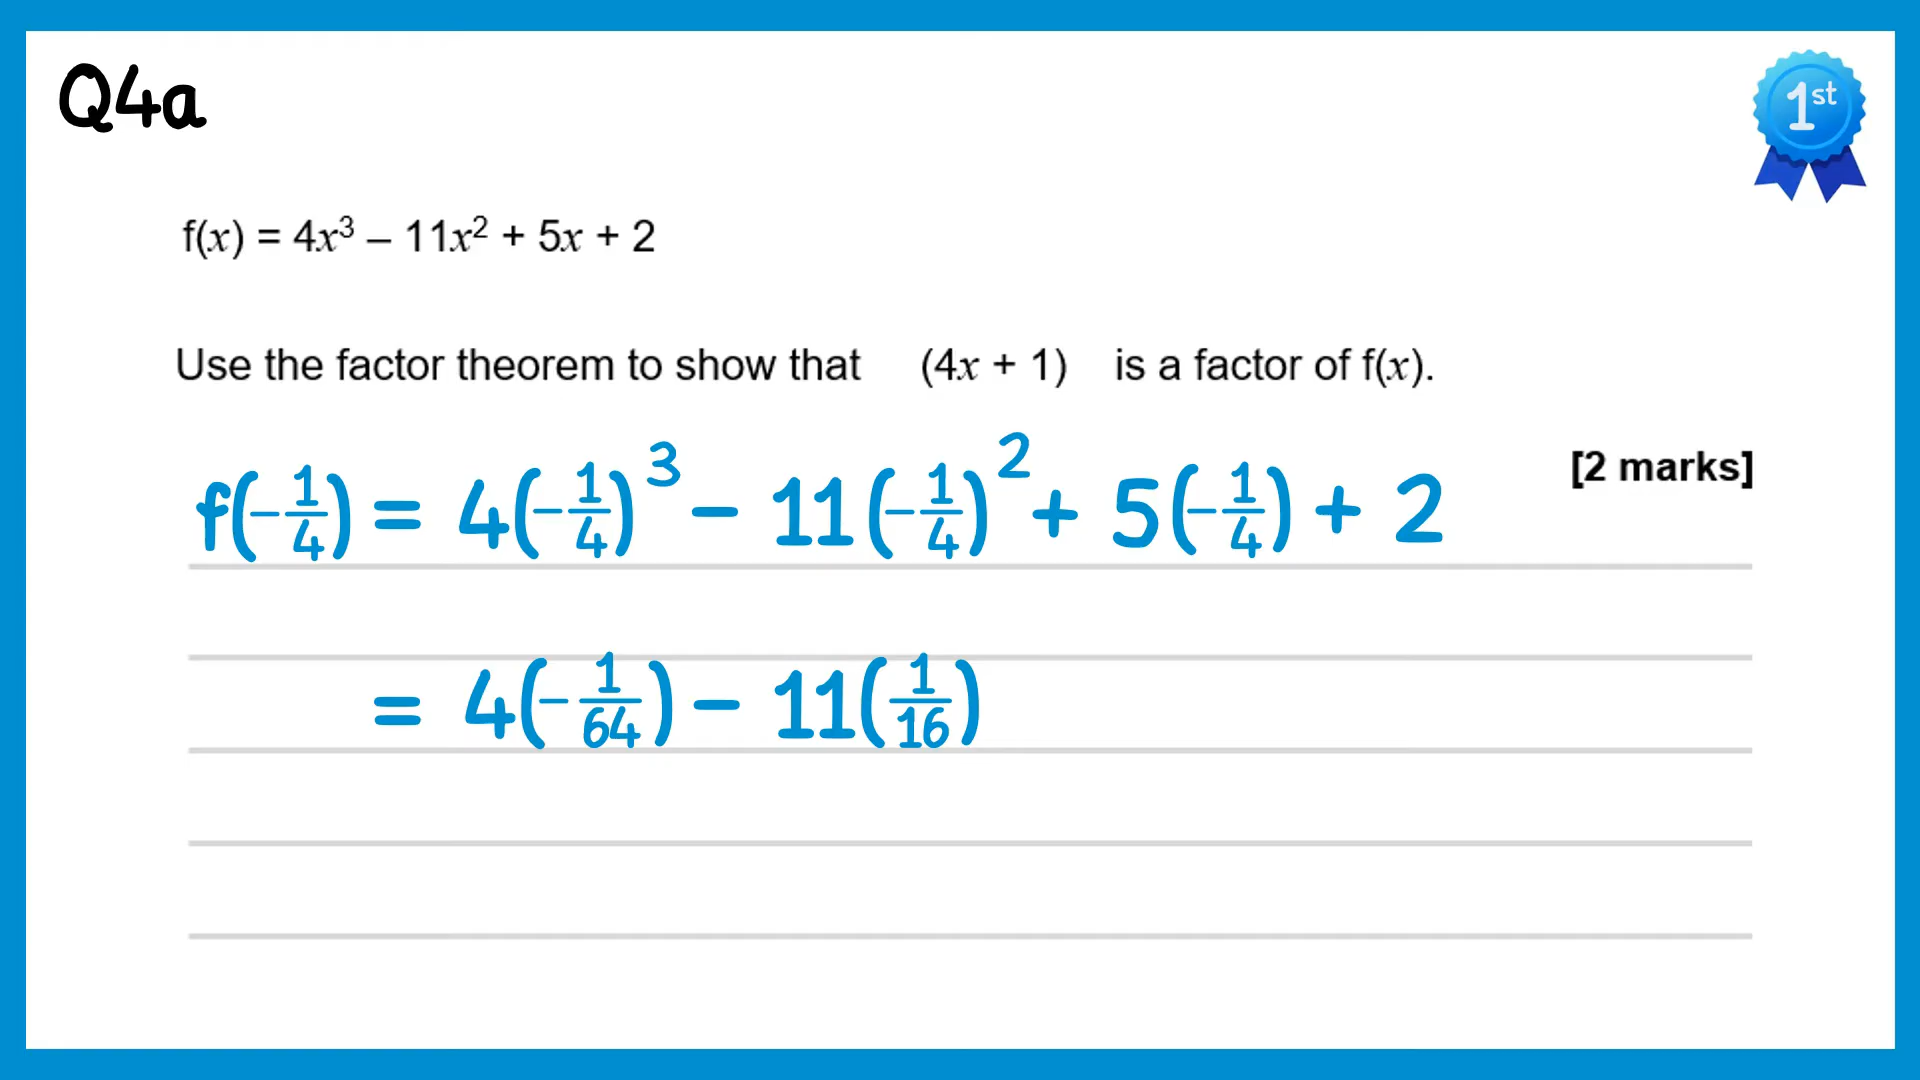 Q4a
1st
f(x) = 4x³ – 11x² + 5x + 2
Use the factor theorem to show that (4x + 1) is a factor of f(x).
[2 marks]
f(-1/4) = 4(-1/4)³ - 11(-1/4)² + 5(-1/4) + 2
= 4(-1/64) - 11(1/16)